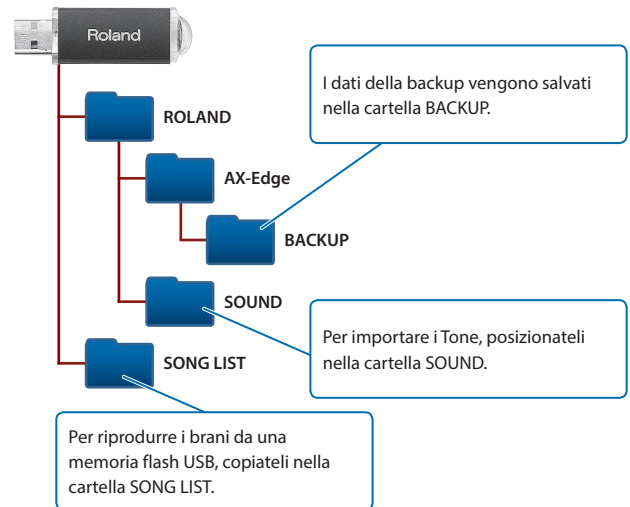 Roland
I dati della backup vengono salvati
nella cartella BACKUP.
ROLAND
AX-Edge
BACKUP
SOUND
Per importare i Tone, posizionateli
nella cartella SOUND.
SONG LIST
Per riprodurre i brani da una
memoria flash USB, copiateli nella
cartella SONG LIST.